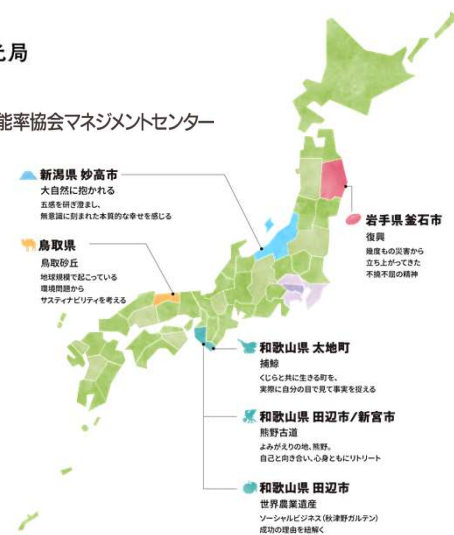 光局
能率協会マネジメントセンター
新潟県 妙高市
大自然に抱かれる
五感を研ぎ澄まし、
無意識に刻まれた本質的な幸せを感じる
鳥取県
鳥取砂丘
地球規模で起こっている
環境問題から
サスティナビリティを考える
岩手県 釜石市
復興
幾度もの災害から
立ち上がってきた
不撓不屈の精神
和歌山県 太地町
捕鯨
くじらと共に生きる町を、
実際に自分の目で見て事実を捉える
和歌山県 田辺市/新宮市
熊野古道
よみがえりの地、熊野。
自己と向き合い、心身ともにリトリート
和歌山県 田辺市
世界農業遺産
ソーシャルビジネス(秋津野ガルテン)
成功の理由を紐解く